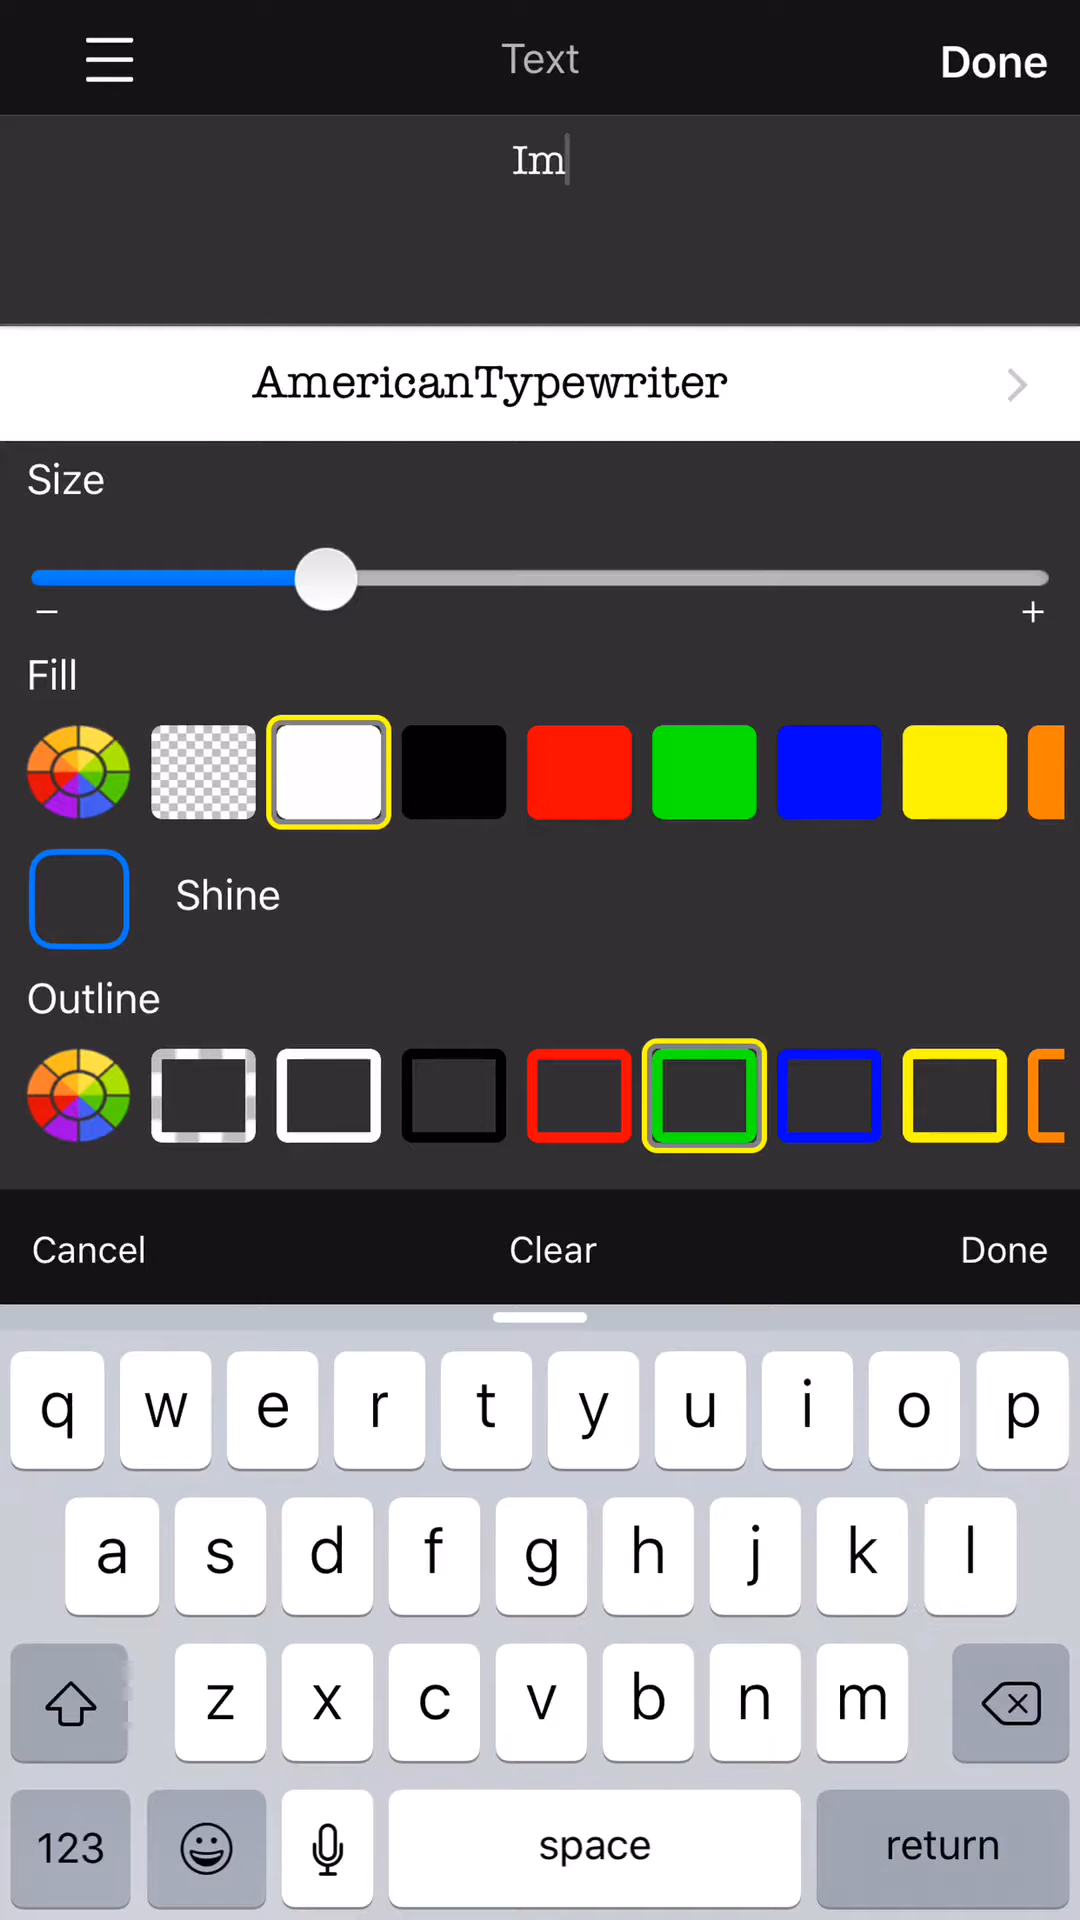 Text
Done
Im
AmericanTypewriter
Size
Fill
Shine
Outline
Cancel Clear Done
q w e r t y u i o p
a s d f g h j k l
z x c v b n m
123 space return